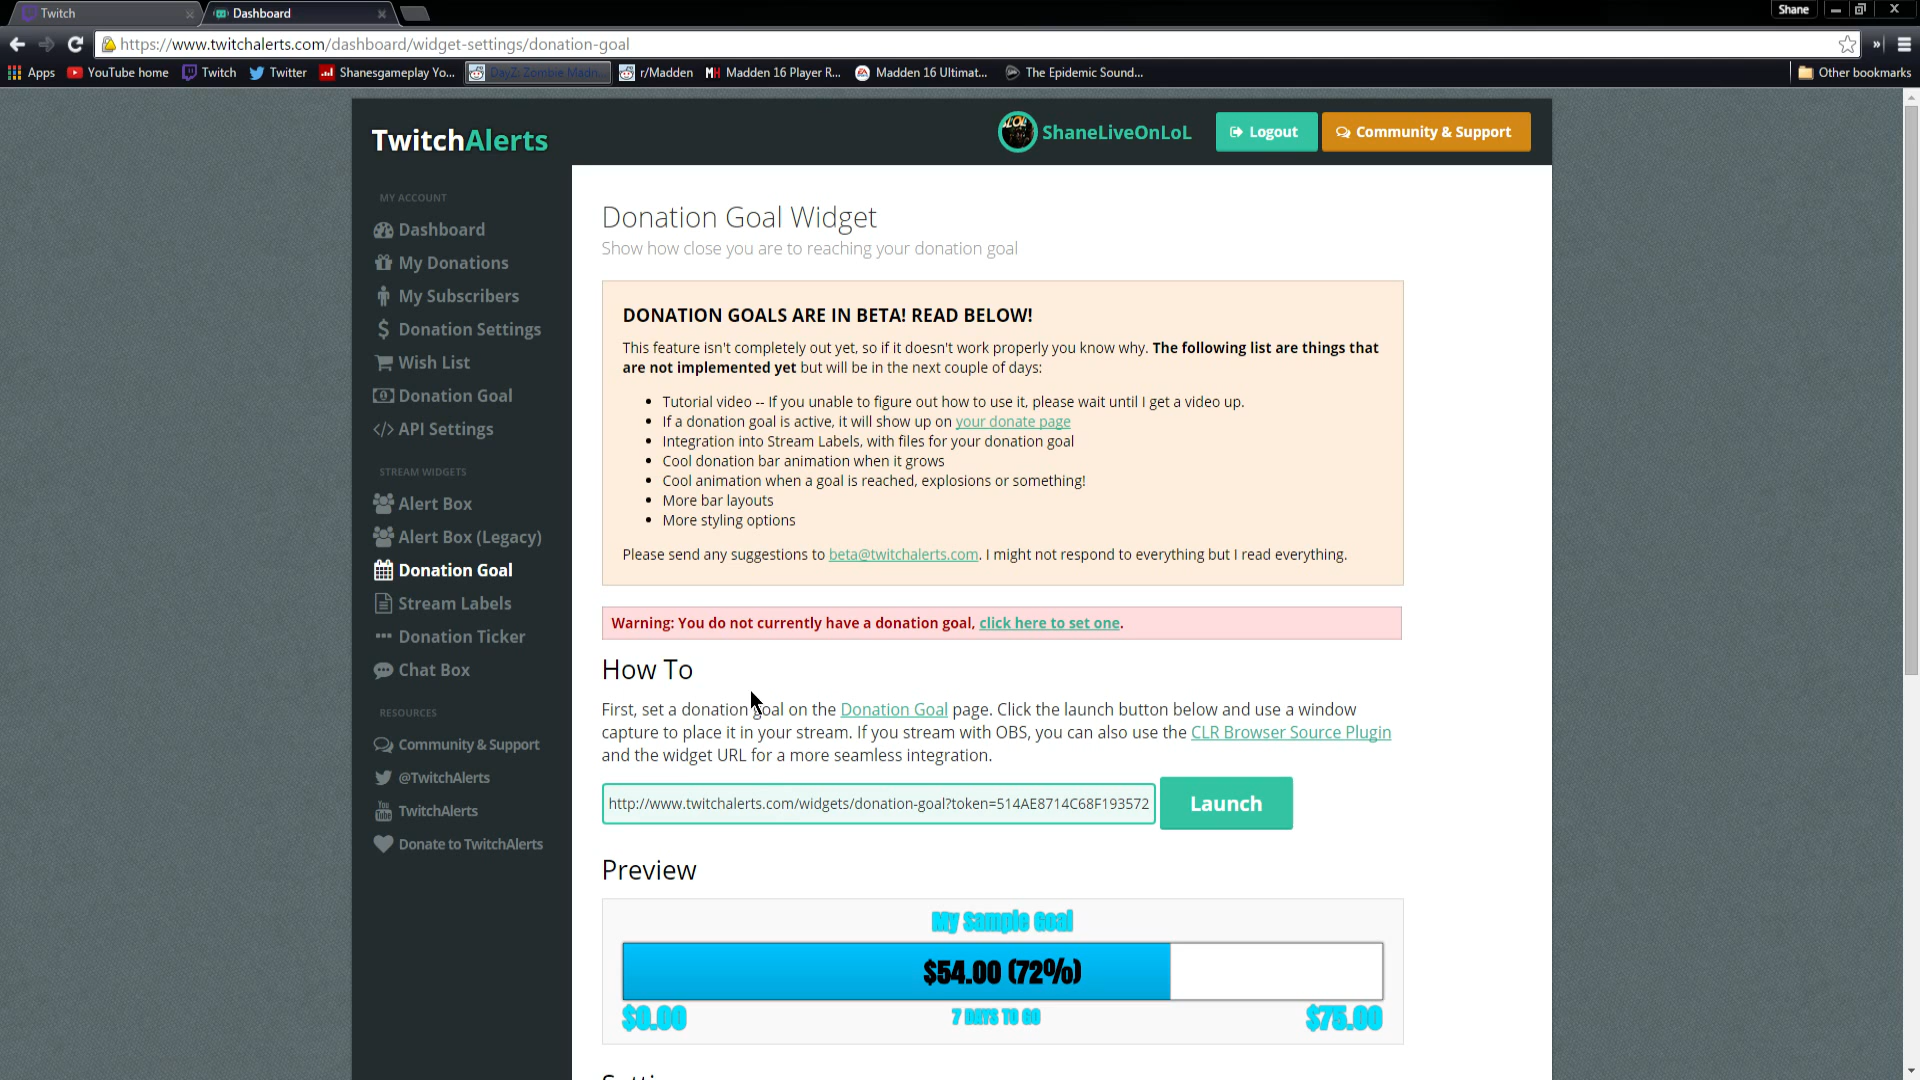 Twitch
Dashboard
Shane
https://www.twitchalerts.com/dashboard/widget-settings/donation-goal
Apps
YouTube home
Twitch
Twitter
Shanesgameplay Yo...
DayZ: Zombie Madn...
r/Madden
Madden 16 Player R...
Madden 16 Ultimat...
The Epidemic Sound...
Other bookmarks
TwitchAlerts
ShaneLiveOnLoL
Logout
Community & Support
MY ACCOUNT
Dashboard
My Donations
My Subscribers
Donation Settings
Wish List
Donation Goal
API Settings
STREAM WIDGETS
Alert Box
Alert Box (Legacy)
Donation Goal
Stream Labels
Donation Ticker
Chat Box
RESOURCES
Community & Support
@TwitchAlerts
TwitchAlerts
Donate to TwitchAlerts
Donation Goal Widget
Show how close you are to reaching your donation goal
DONATION GOALS ARE IN BETA! READ BELOW!
This feature isn't completely out yet, so if it doesn't work properly you know why. The following list are things that
are not implemented yet but will be in the next couple of days:
Tutorial video -- If you unable to figure out how to use it, please wait until I get a video up.
If a donation goal is active, it will show up on your donate page
Integration into Stream Labels, with files for your donation goal
Cool donation bar animation when it grows
Cool animation when a goal is reached, explosions or something!
More bar layouts
More styling options
Please send any suggestions to beta@twitchalerts.com. I might not respond to everything but I read everything.
Warning: You do not currently have a donation goal, click here to set one.
How To
First, set a donation goal on the Donation Goal page. Click the launch button below and use a window
capture to place it in your stream. If you stream with OBS, you can also use the CLR Browser Source Plugin
and the widget URL for a more seamless integration.
http://www.twitchalerts.com/widgets/donation-goal?token=514AE8714C68F193572
Launch
Preview
My Sample Goal
$54.00 (72%)
$0.00
7 DAYS TO GO
$75.00